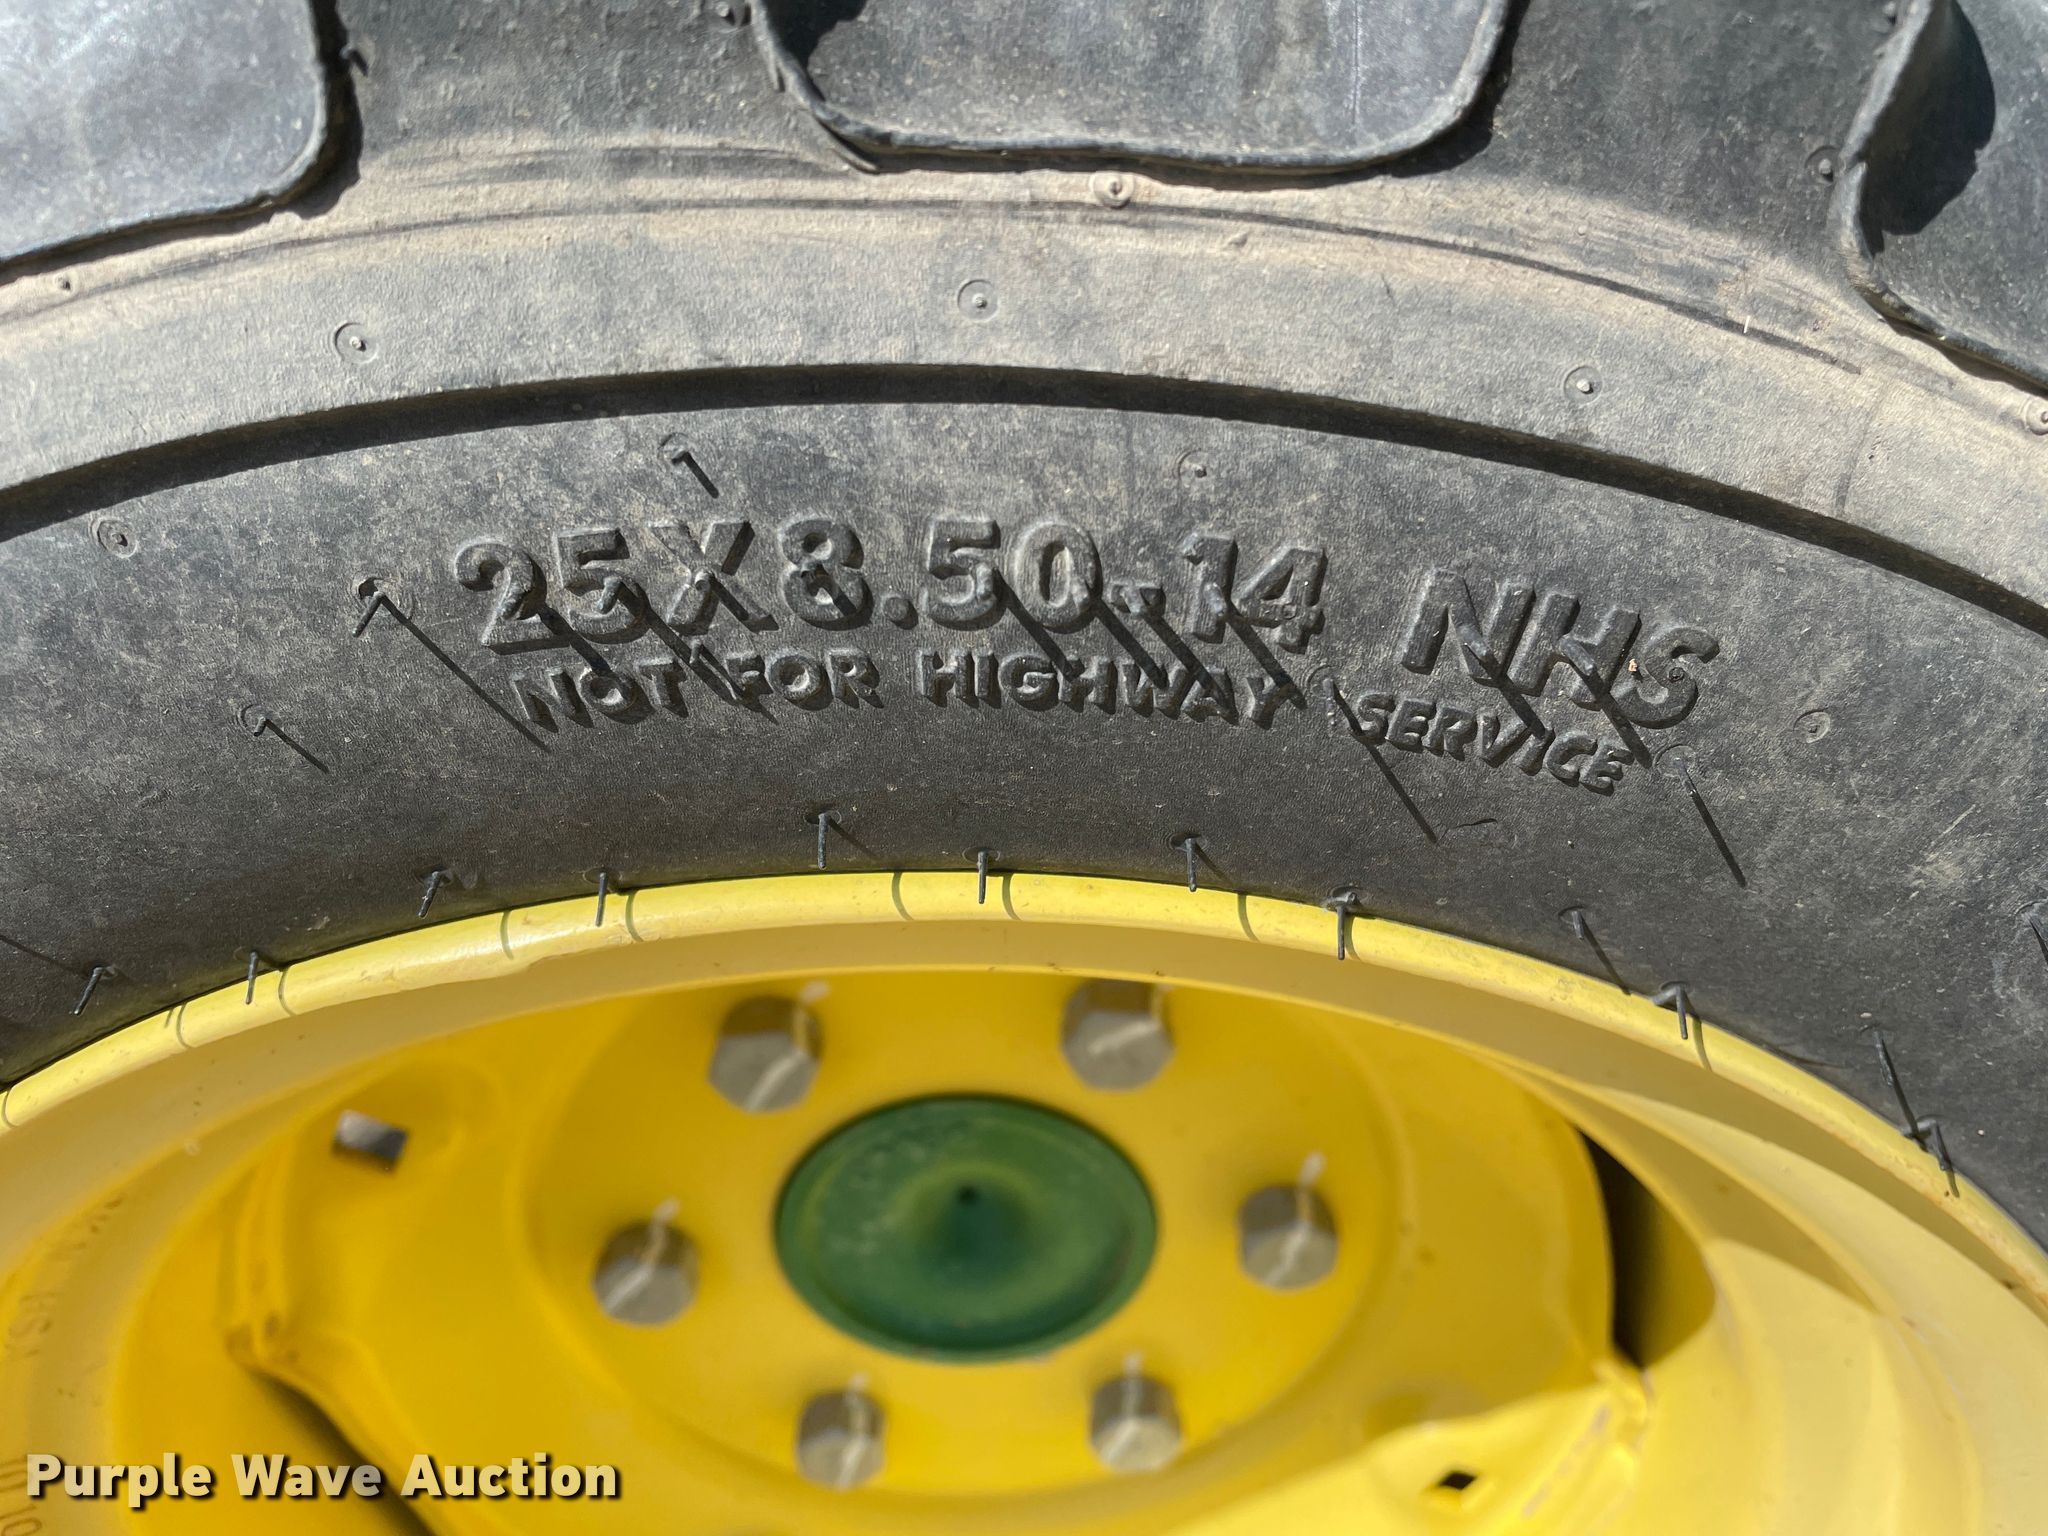 25X8.50-14 NHS
NOT FOR HIGHWAY SERVICE
Purple Wave Auction